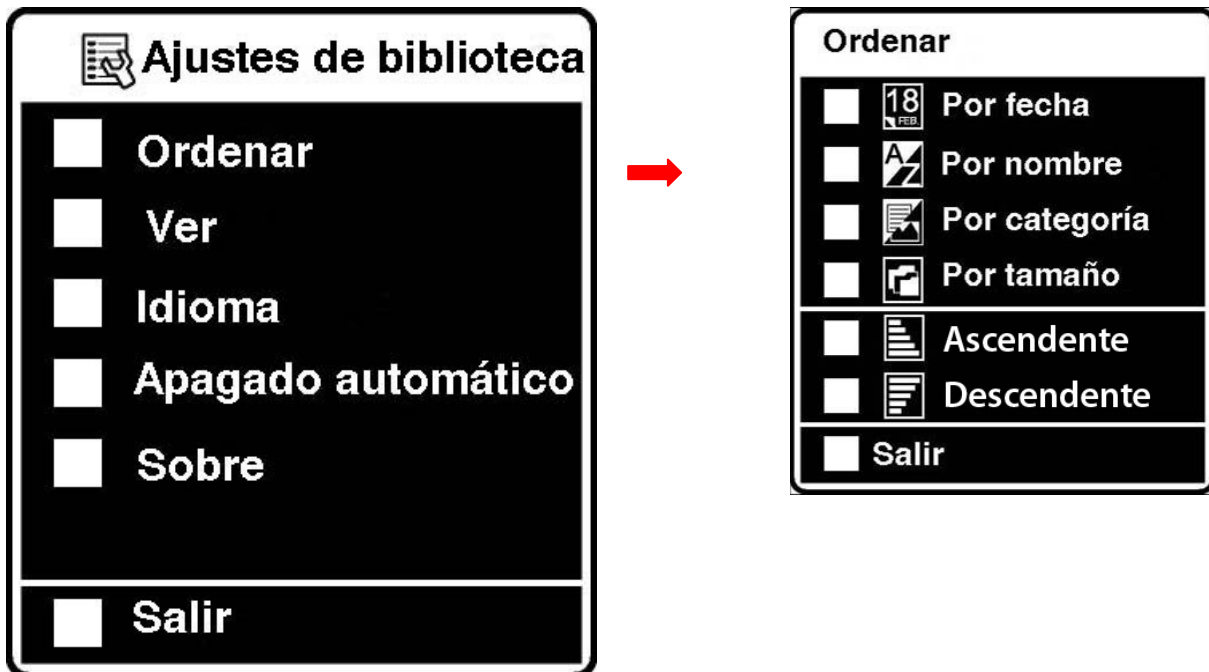 Ajustes de biblioteca
Ordenar
Ver
Idioma
Apagado automático
Sobre
Salir
Ordenar
18
FEB.
Por fecha
A
Z
Por nombre
Por categoría
Por tamaño
Ascendente
Descendente
Salir